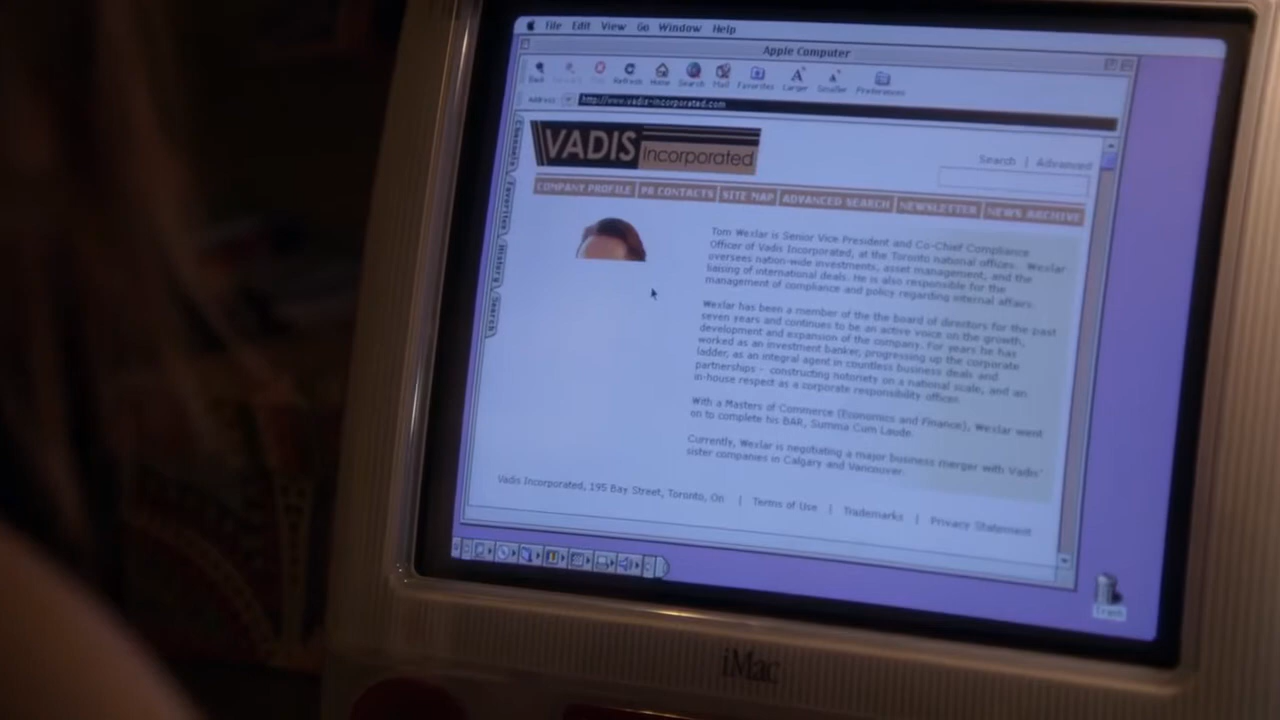 File Edit View Go Window Help
Apple Computer
Back Forward Stop Refresh Home Search Mail Favorites Larger Smaller Preferences
Address: http://www.vadis-incorporated.com
VADIS Incorporated
Search | Advanced
COMPANY PROFILE | PR CONTACTS | SITE MAP | ADVANCED SEARCH | NEWSLETTER | NEWS ARCHIVE
Channels
Favorites
History
Search
Tom Wexlar is Senior Vice President and Co-Chief Compliance
Officer of Vadis Incorporated, at the Toronto national offices. Wexlar
oversees nation-wide investments, asset management, and the
liasing of international deals. He is also responsible for the
management of compliance and policy regarding internal affairs.
Wexlar has been a member of the the board of directors for the past
seven years and continues to be an active voice on the growth,
development and expansion of the company. For years he has
worked as an investment banker, progressing up the corporate
ladder, as an integral agent in countless business deals and
partnerships - constructing notoriety on a national scale, and an
in-house respect as a corporate responsibility officer.
With a Masters of Commerce (Economics and Finance), Wexlar went
on to complete his BAR, Summa Cum Laude.
Currently, Wexlar is negotiating a major business merger with Vadis'
sister companies in Calgary and Vancouver.
Vadis Incorporated, 195 Bay Street, Toronto, On | Terms of Use | Trademarks | Privacy Statement
Trash
iMac